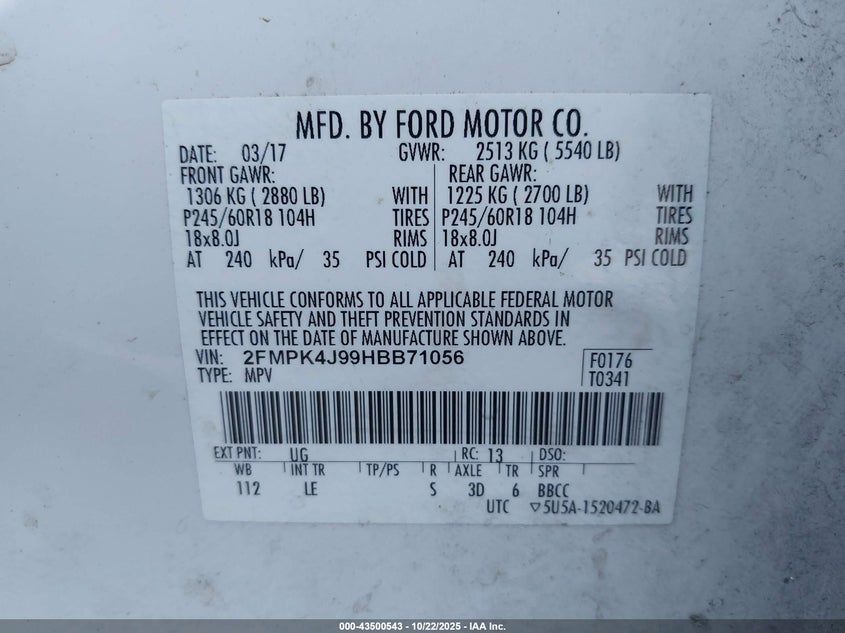 MFD. BY FORD MOTOR CO.
DATE: 03/17 GVWR: 2513 KG ( 5540 LB)
FRONT GAWR: REAR GAWR:
1306 KG ( 2880 LB) WITH 1225 KG ( 2700 LB) WITH
P245/60R18 104H TIRES P245/60R18 104H TIRES
18x8.0J RIMS 18x8.0J RIMS
AT 240 kPa/ 35 PSI COLD AT 240 kPa/ 35 PSI COLD
THIS VEHICLE CONFORMS TO ALL APPLICABLE FEDERAL MOTOR
VEHICLE SAFETY AND THEFT PREVENTION STANDARDS IN
EFFECT ON THE DATE OF MANUFACTURE SHOWN ABOVE.
VIN: 2FMPK4J99HBB71056 F0176
TYPE: MPV T0341
EXT PNT: UG RC: 13 DSO:
WB INT TR TP/PS R AXLE TR SPR
112 LE S 3D 6 BBCC
UTC ▽5U5A-1520472-BA
000-43500543 - 10/22/2025 - IAA Inc.